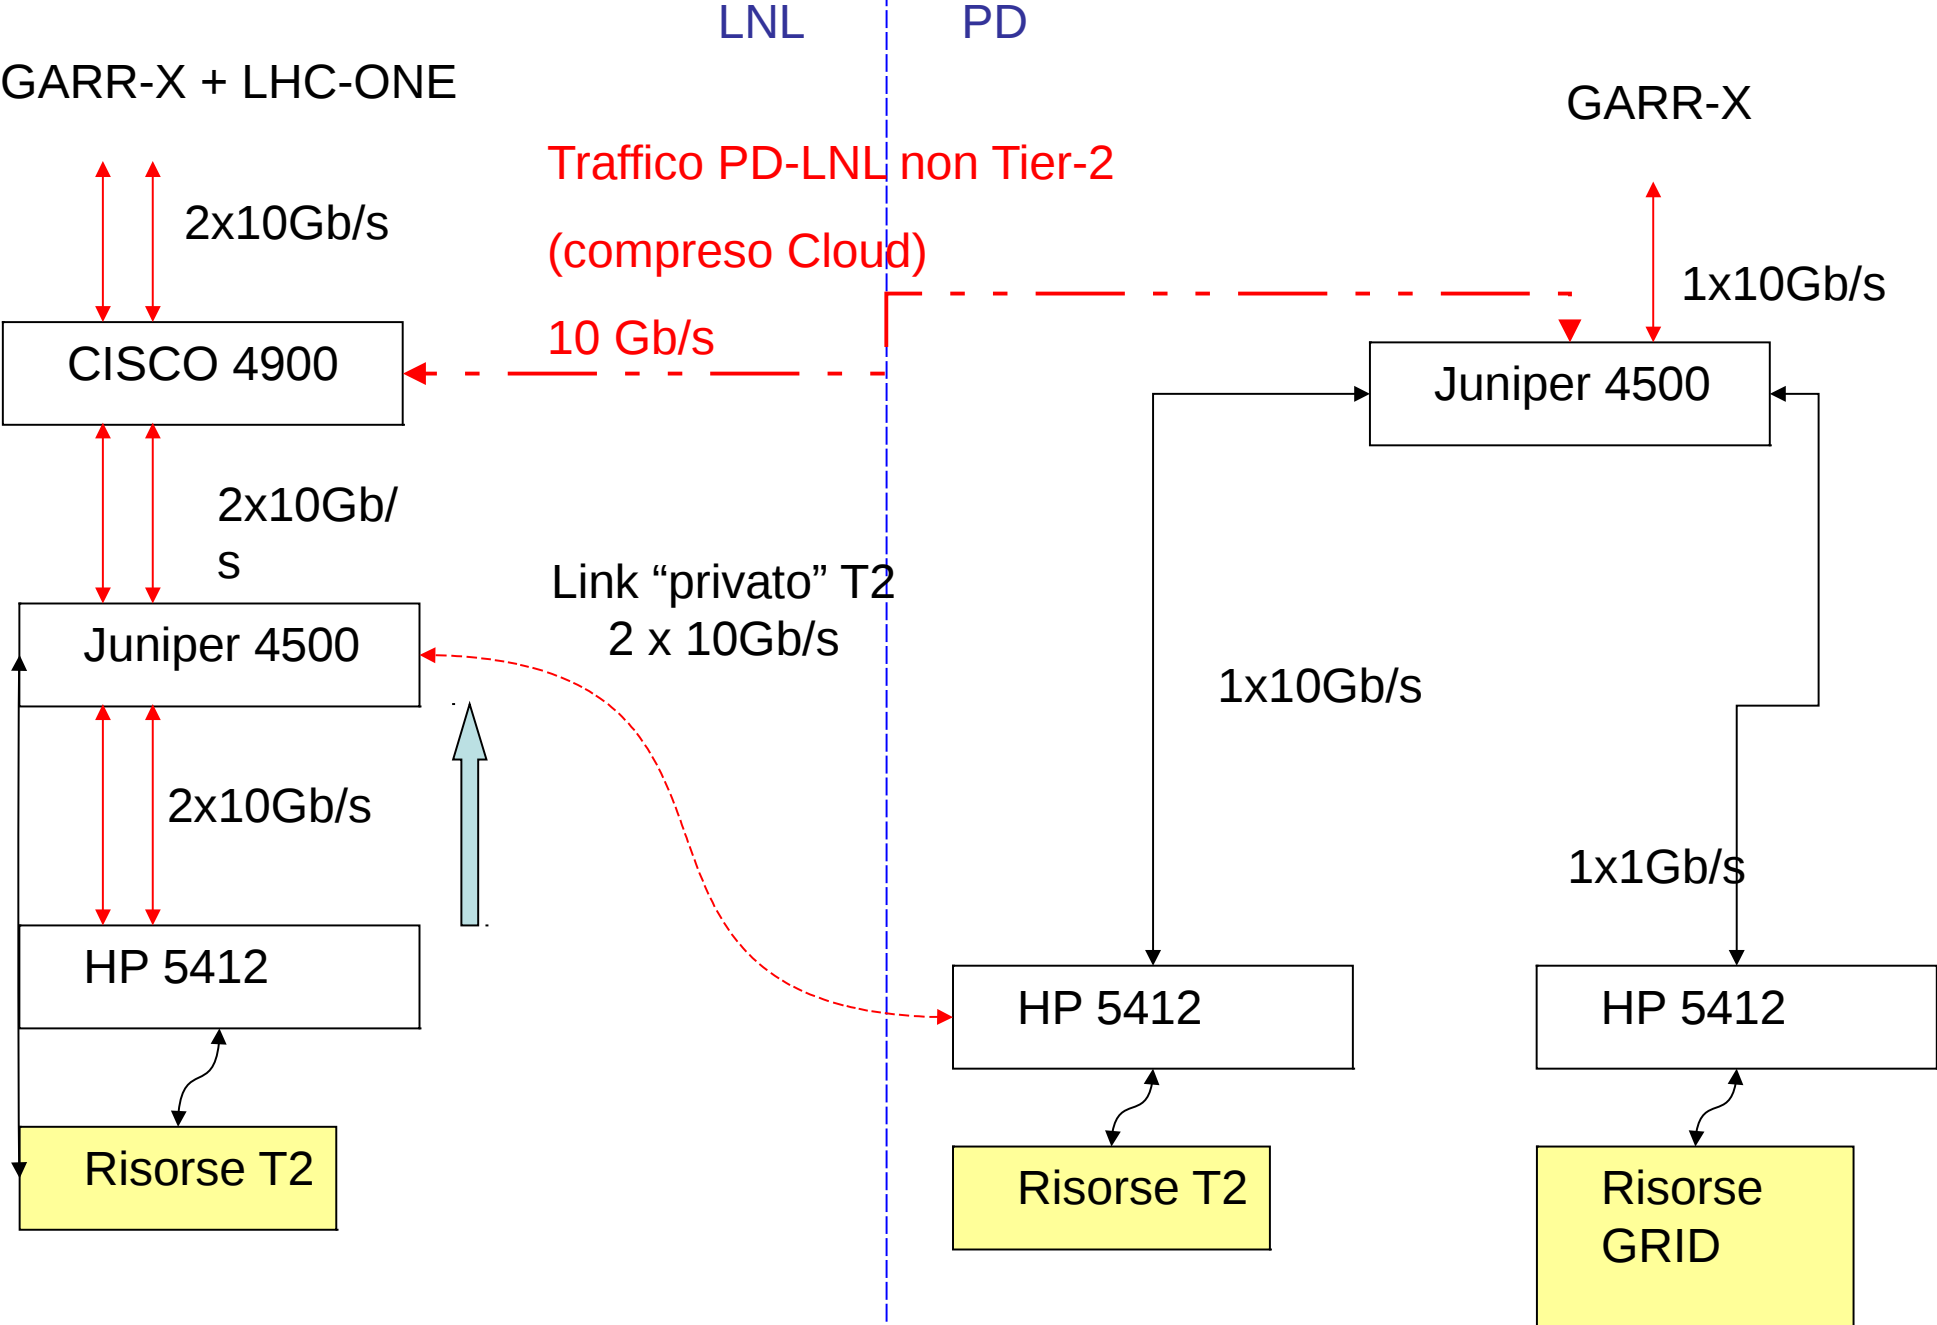 LNL
PD
GARR-X + LHC-ONE
GARR-X
Traffico PD-LNL non Tier-2
(compreso Cloud)
10 Gb/s
2x10Gb/s
1x10Gb/s
CISCO 4900
Juniper 4500
2x10Gb/
s
Link “privato” T2
2 x 10Gb/s
Juniper 4500
1x10Gb/s
2x10Gb/s
1x1Gb/s
HP 5412
HP 5412
HP 5412
Risorse T2
Risorse T2
Risorse
GRID